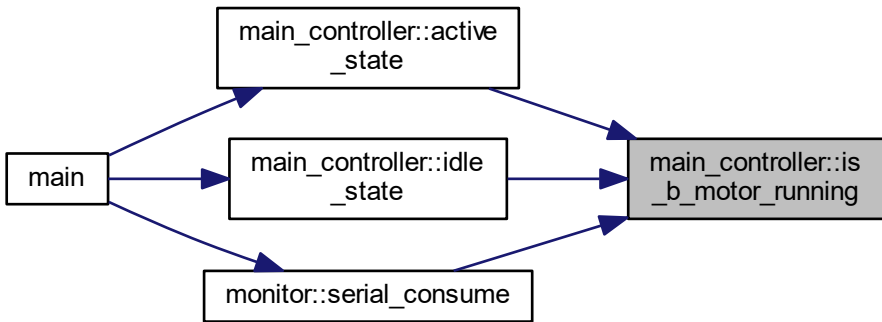 main
main_controller::active
_state
main_controller::idle
_state
monitor::serial_consume
main_controller::is
_b_motor_running